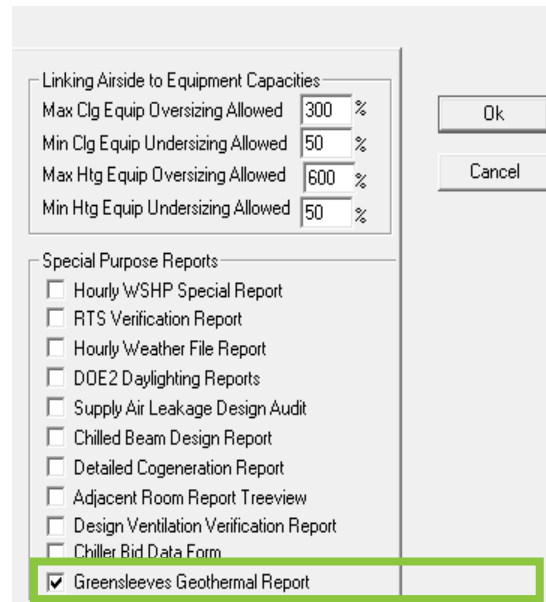 Linking Airside to Equipment Capacities
Max Clg Equip Oversizing Allowed 300 %
Min Clg Equip Undersizing Allowed 50 %
Max Htg Equip Oversizing Allowed 600 %
Min Htg Equip Undersizing Allowed 50 %
Ok
Cancel
Special Purpose Reports
Hourly WSHP Special Report
RTS Verification Report
Hourly Weather File Report
DOE2 Daylighting Reports
Supply Air Leakage Design Audit
Chilled Beam Design Report
Detailed Cogeneration Report
Adjacent Room Report Treeview
Design Ventilation Verification Report
Chiller Bid Data Form
Greensleeves Geothermal Report